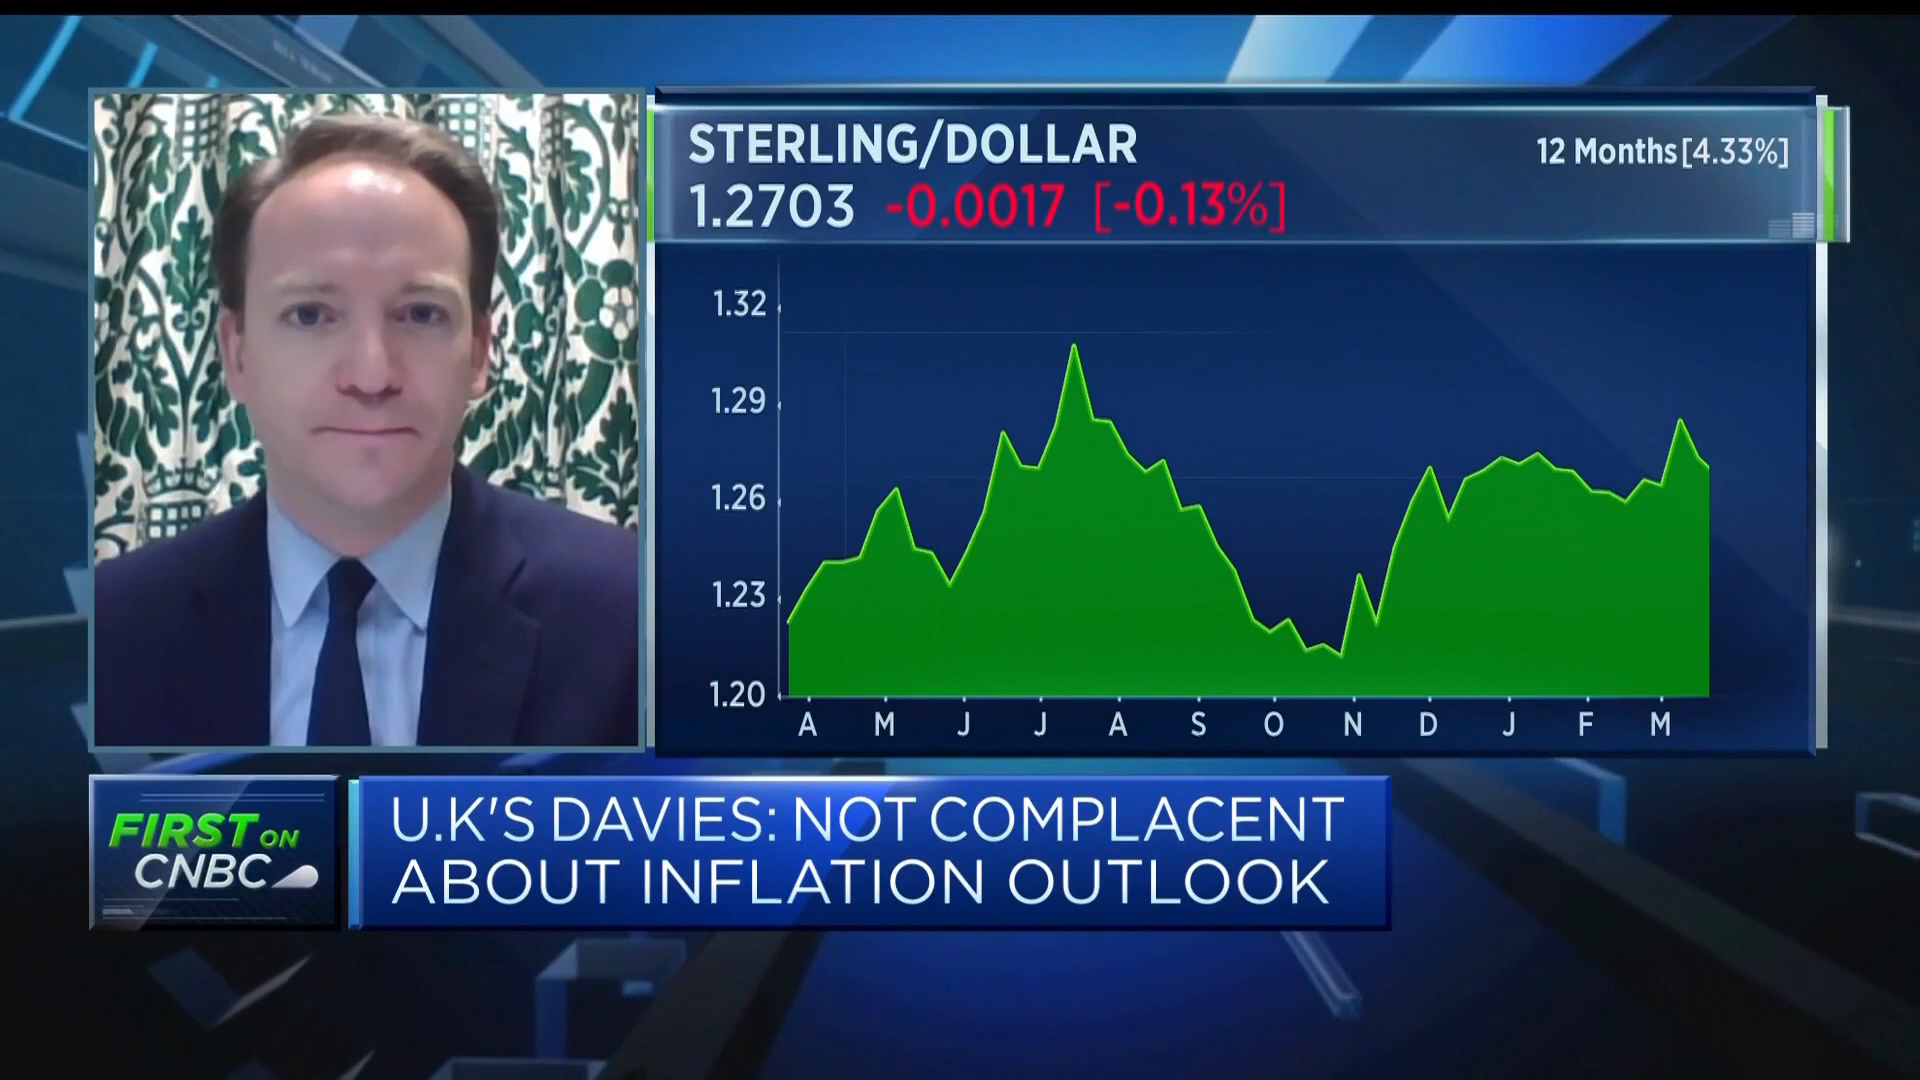 STERLING/DOLLAR
12 Months [4.33%]
1.2703 -0.0017 [-0.13%]
1.32
1.29
1.26
1.23
1.20
A M J J A S O N D J F M
FIRST ON
CNBC
U.K'S DAVIES: NOT COMPLACENT
ABOUT INFLATION OUTLOOK